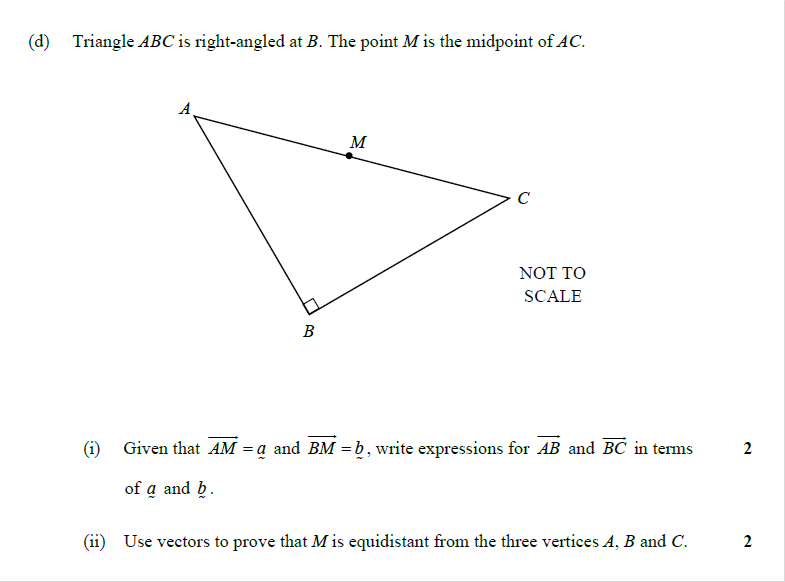 (d) Triangle ABC is right-angled at B. The point M is the midpoint of AC.
A
M
C
NOT TO
SCALE
B
(i) Given that $\overrightarrow{AM} = \underset{\sim}{a}$ and $\overrightarrow{BM} = \underset{\sim}{b}$, write expressions for $\overrightarrow{AB}$ and $\overrightarrow{BC}$ in terms 2
of $\underset{\sim}{a}$ and $\underset{\sim}{b}$.
(ii) Use vectors to prove that M is equidistant from the three vertices A, B and C. 2